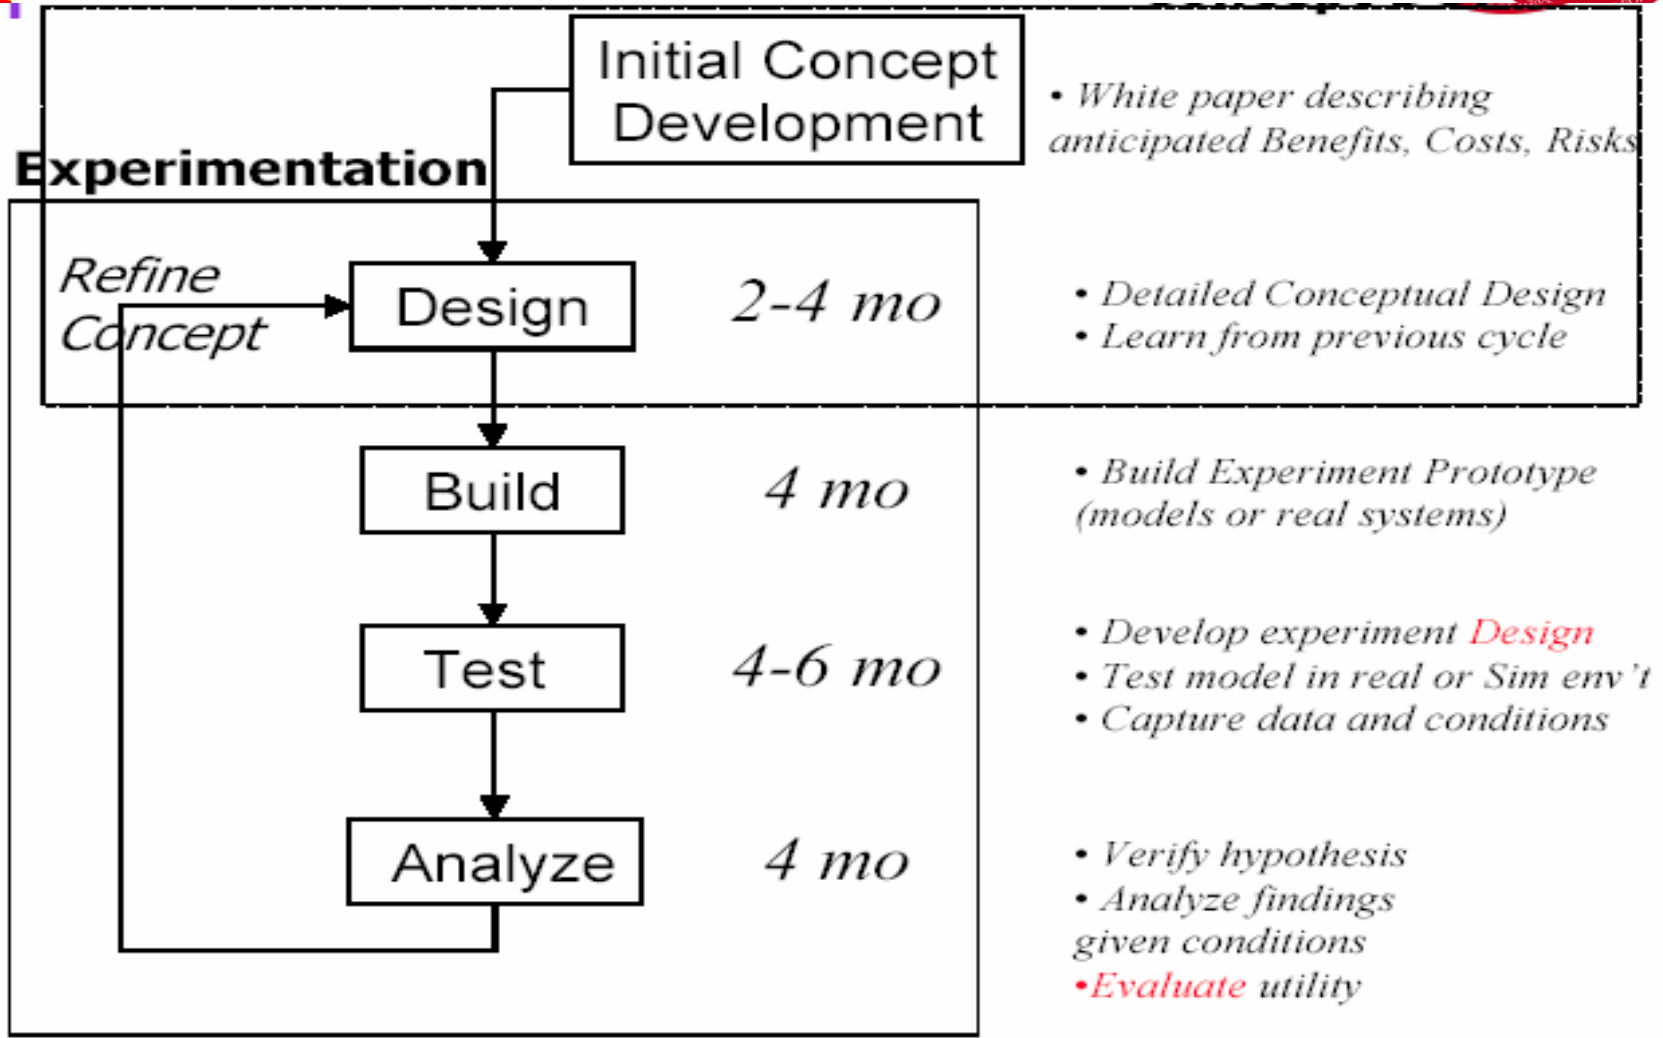 Initial Concept
Development
• White paper describing
anticipated Benefits, Costs, Risks
Experimentation
Refine
Concept
Design
2-4 mo
• Detailed Conceptual Design
• Learn from previous cycle
Build
4 mo
• Build Experiment Prototype
(models or real systems)
Test
4-6 mo
• Develop experiment Design
• Test model in real or Sim env't
• Capture data and conditions
Analyze
4 mo
• Verify hypothesis
• Analyze findings
given conditions
•Evaluate utility